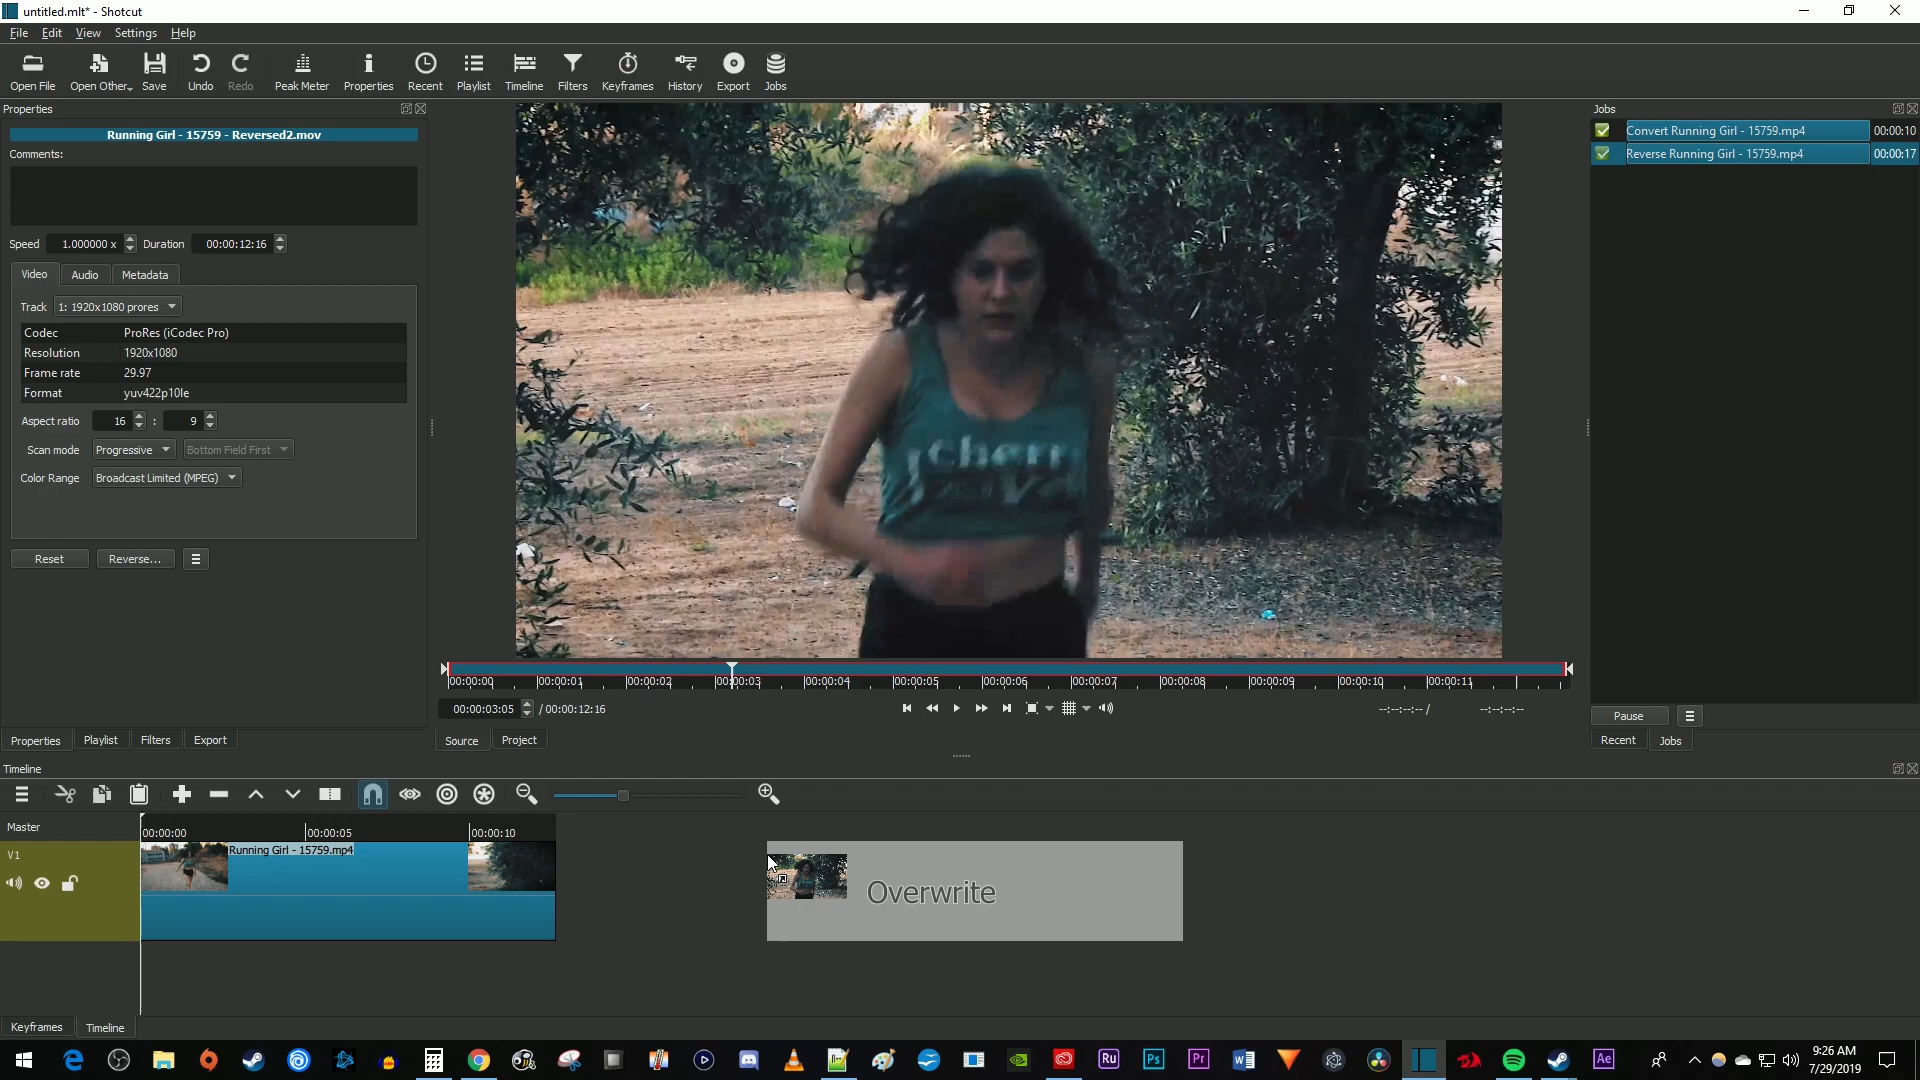 untitled.mlt* - Shotcut
File Edit View Settings Help
Open File Open Other... Save Undo Redo Peak Meter Properties Recent Playlist Timeline Filters Keyframes History Export Jobs
Properties
Running Girl - 15759 - Reversed2.mov
Comments:
Speed 1.000000 x Duration 00:00:12:16
Video Audio Metadata
Track 1: 1920x1080 prores
Codec ProRes (iCodec Pro)
Resolution 1920x1080
Frame rate 29.97
Format yuv422p10le
Aspect ratio 16 : 9
Scan mode Progressive Bottom Field First
Color Range Broadcast Limited (MPEG)
Reset Reverse...
Jobs
Convert Running Girl - 15759.mp4 00:00:10
Reverse Running Girl - 15759.mp4 00:00:17
00:00:00 00:00:01 00:00:02 00:00:03 00:00:04 00:00:05 00:00:06 00:00:07 00:00:08 00:00:09 00:00:10 00:00:11
00:00:03:05 / 00:00:12:16 --:--:--:-- / --:--:--:--
Pause
Properties Playlist Filters Export
Source Project
Recent Jobs
Timeline
Master
00:00:00 00:00:05 00:00:10
V1
Running Girl - 15759.mp4
Overwrite
Keyframes Timeline
Ru Ps Pr Ae
9:26 AM
7/29/2019